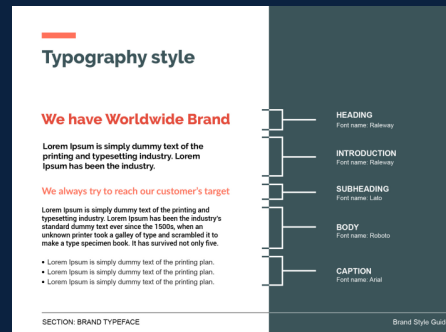 Typography style
We have Worldwide Brand
Lorem Ipsum is simply dummy text of the
printing and typesetting industry. Lorem
Ipsum has been the industry.
We always try to reach our customer's target
Lorem Ipsum is simply dummy text of the printing and
typesetting industry. Lorem Ipsum has been the industry's
standard dummy text ever since the 1500s, when an
unknown printer took a galley of type and scrambled it to
make a type specimen book. It has survived not only five.
• Lorem Ipsum is simply dummy text of the printing plan.
• Lorem Ipsum is simply dummy text of the printing plan.
• Lorem Ipsum is simply dummy text of the printing plan.
HEADING
Font name: Raleway
INTRODUCTION
Font name: Raleway
SUBHEADING
Font name: Lato
BODY
Font name: Roboto
CAPTION
Font name: Arial
SECTION: BRAND TYPEFACE
Brand Style Guid